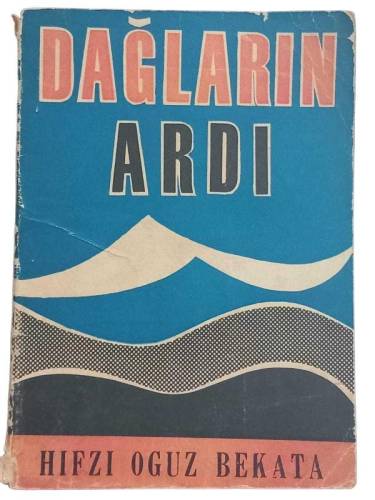 DAĞLARIN
ARDI
HIFZI OGUZ BEKATA